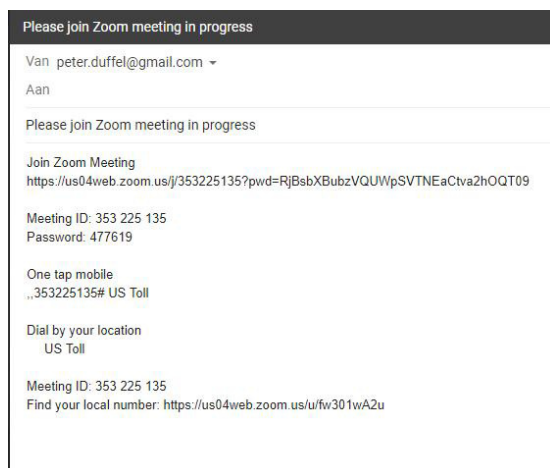 Please join Zoom meeting in progress
Van peter.duffel@gmail.com
Aan
Please join Zoom meeting in progress
Join Zoom Meeting
https://us04web.zoom.us/j/353225135?pwd=RjBsbXBubzVQUWpSVTNEaCtva2hOQT09
Meeting ID: 353 225 135
Password: 477619
One tap mobile
,,353225135# US Toll
Dial by your location
US Toll
Meeting ID: 353 225 135
Find your local number: https://us04web.zoom.us/u/fw301wA2u